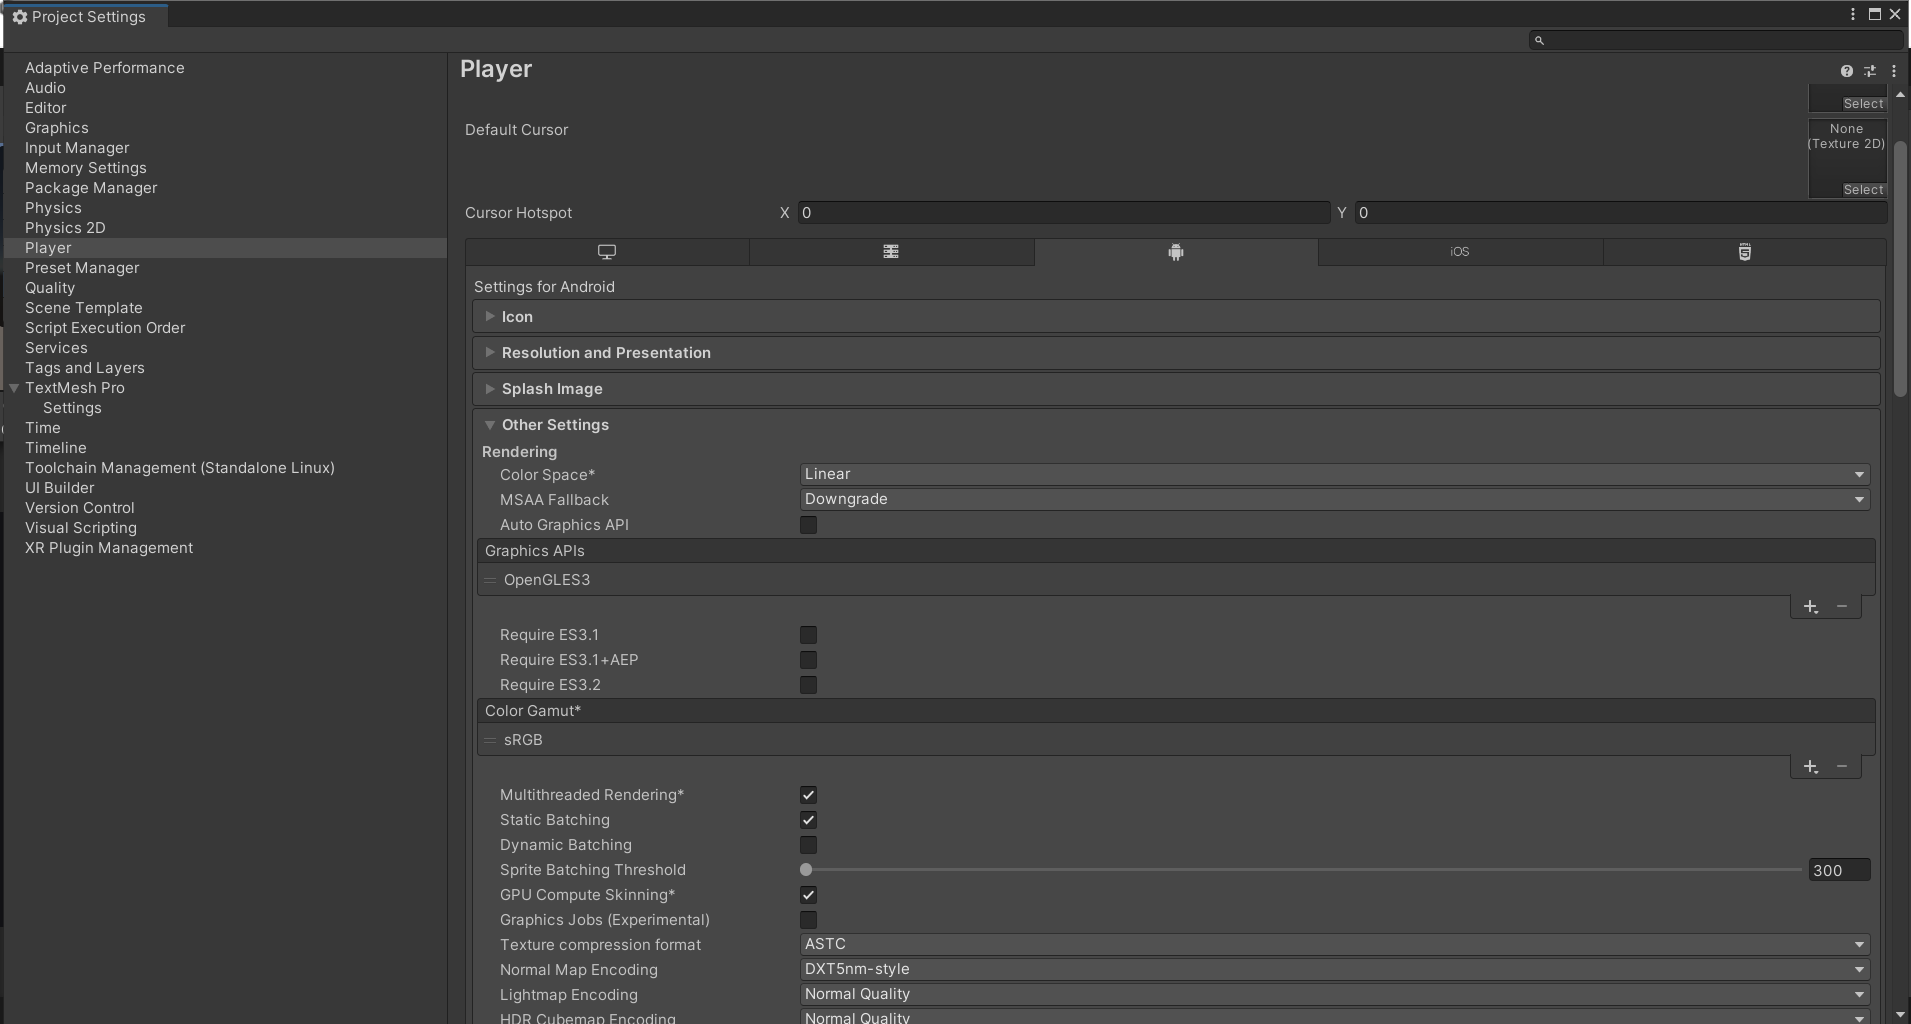 Project Settings
Adaptive Performance
Audio
Editor
Graphics
Input Manager
Memory Settings
Package Manager
Physics
Physics 2D
Player
Preset Manager
Quality
Scene Template
Script Execution Order
Services
Tags and Layers
TextMesh Pro
Settings
Time
Timeline
Toolchain Management (Standalone Linux)
UI Builder
Version Control
Visual Scripting
XR Plugin Management
Player
Select
Default Cursor
None
(Texture 2D)
Select
Cursor Hotspot X 0 Y 0
iOS
Settings for Android
Icon
Resolution and Presentation
Splash Image
Other Settings
Rendering
Color Space* Linear
MSAA Fallback Downgrade
Auto Graphics API
Graphics APIs
OpenGLES3
Require ES3.1
Require ES3.1+AEP
Require ES3.2
Color Gamut*
sRGB
Multithreaded Rendering*
Static Batching
Dynamic Batching
Sprite Batching Threshold 300
GPU Compute Skinning*
Graphics Jobs (Experimental)
Texture compression format ASTC
Normal Map Encoding DXT5nm-style
Lightmap Encoding Normal Quality
HDR Cubemap Encoding Normal Quality